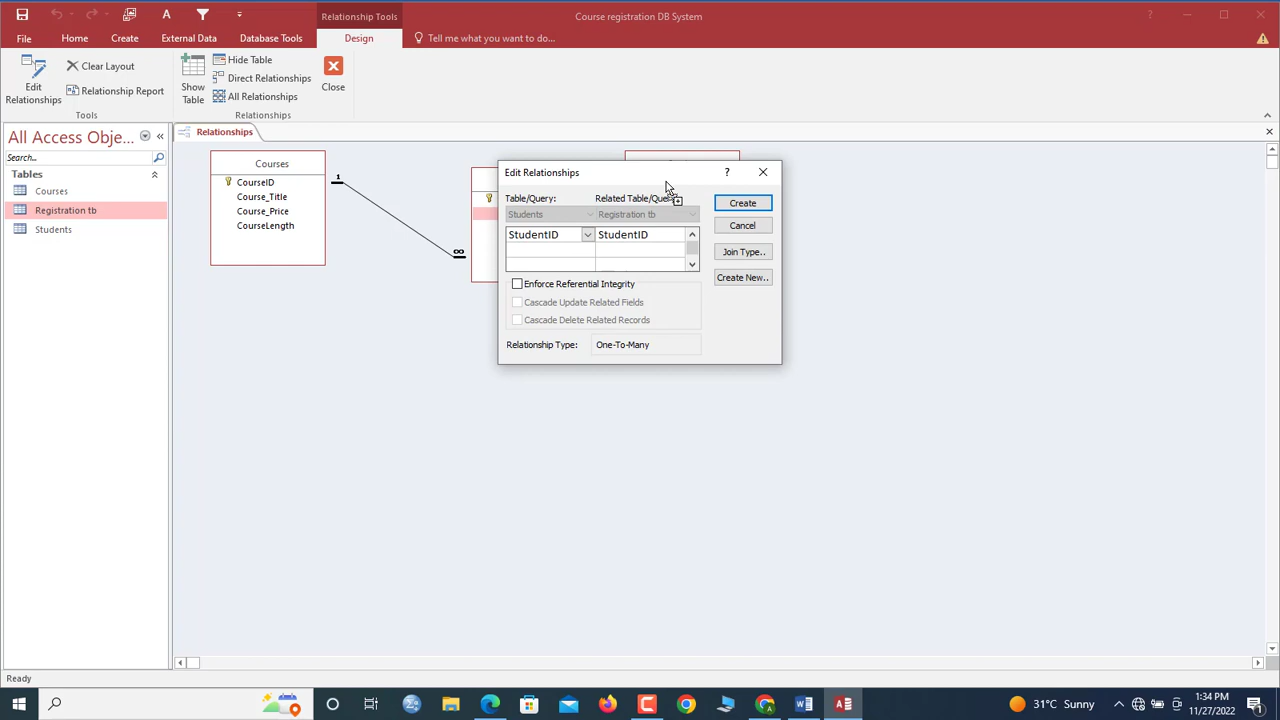 Relationship Tools
Course registration DB System
?
File
Home
Create
External Data
Database Tools
Design
Tell me what you want to do...
Edit
Relationships
Clear Layout
Relationship Report
Tools
Show
Table
Hide Table
Direct Relationships
All Relationships
Relationships
Close
All Access Obje...
Search...
Tables
Courses
Registration tb
Students
Relationships
Courses
CourseID
Course_Title
Course_Price
CourseLength
1
∞
Edit Relationships
?
Table/Query:
Related Table/Query:
Students
Registration tb
StudentID
StudentID
Enforce Referential Integrity
Cascade Update Related Fields
Cascade Delete Related Records
Relationship Type:
One-To-Many
Create
Cancel
Join Type..
Create New..
Ready
31°C Sunny
1:34 PM
11/27/2022